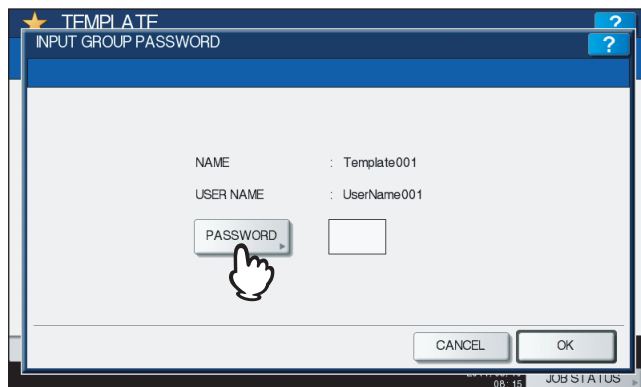 TEMPLATE ?
INPUT GROUP PASSWORD ?
NAME : Template001
USER NAME : UserName001
PASSWORD
CANCEL OK
08:15 JOB STATUS